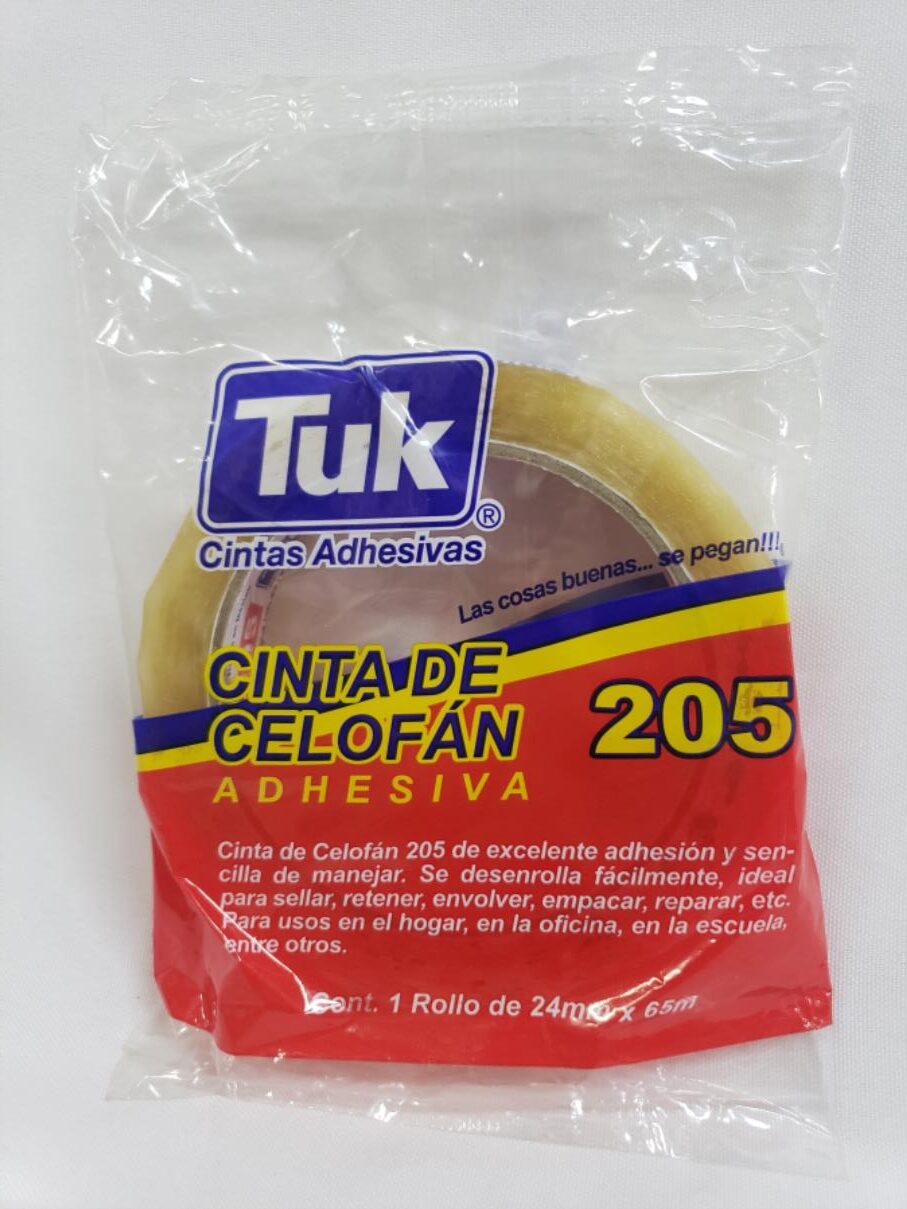 Tuk
®
Cintas Adhesivas
Las cosas buenas... se pegan!!!
CINTA DE
CELOFÁN
ADHESIVA
205
Cinta de Celofán 205 de excelente adhesión y sen-
cilla de manejar. Se desenrolla fácilmente, ideal
para sellar, retener, envolver, empacar, reparar, etc.
Para usos en el hogar, en la oficina, en la escuela,
entre otros.
Cont. 1 Rollo de 24mm x 65m